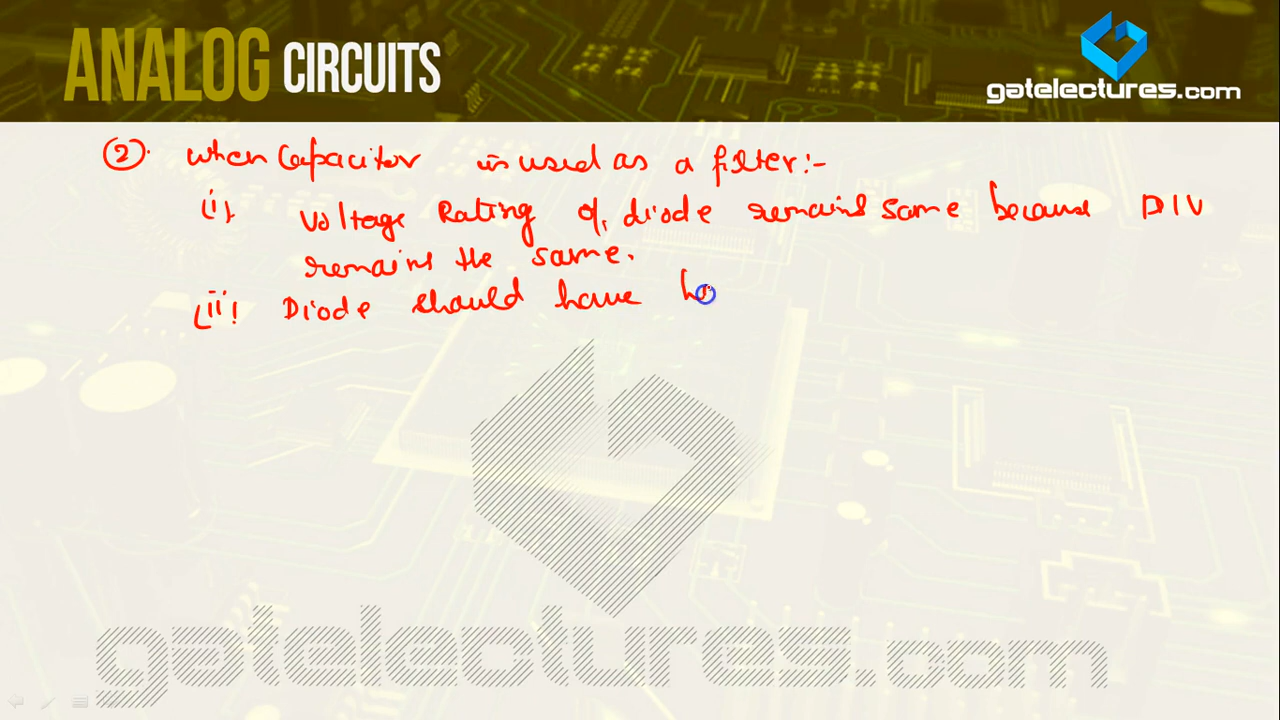 ANALOG CIRCUITS
gatelectures.com
(2). when Capacitor is used as a filter:-
(i), Voltage Rating of diode remains same because PIV
remains the same.
(ii) Diode should have
gatelectures.com